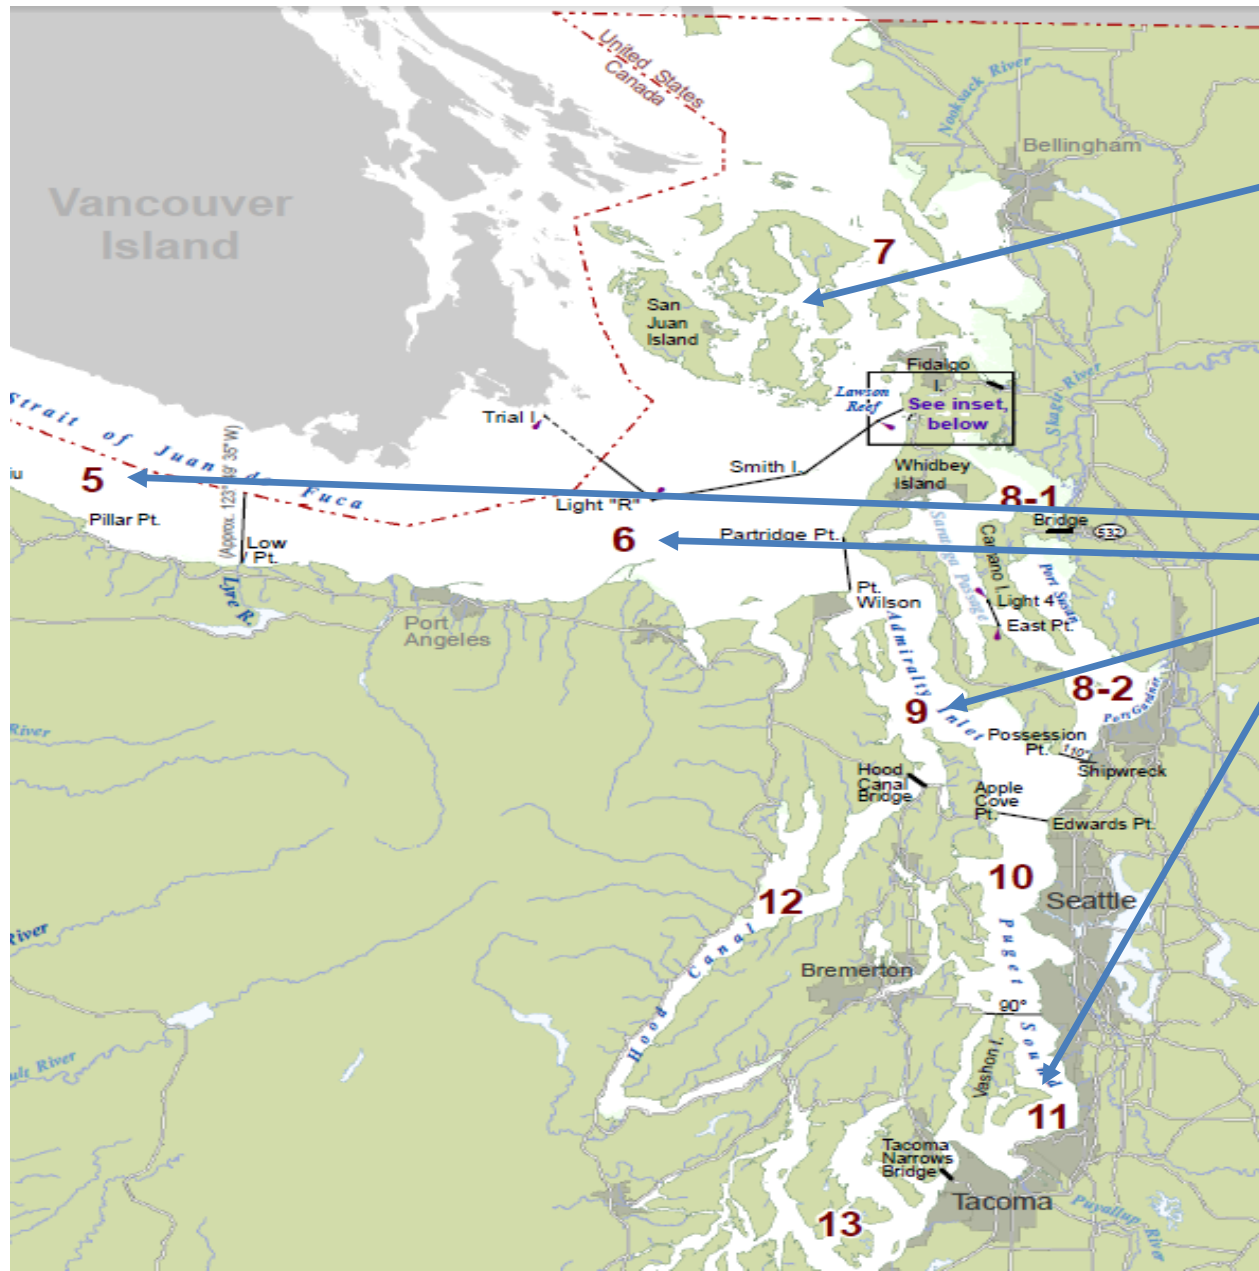 United States
Canada
Nooksack River
Bellingham
Vancouver
Island
7
San
Juan
Island
Fidalgo
I.
Lawson
Reef
See inset,
below
Skagit River
Trial I.
Strait of Juan de Fuca
(Approx. 123° 49' 35"W)
Smith I.
Whidbey
Island
5
8-1
Light "R"
Pillar Pt.
Bridge
532
6
Partridge Pt.
Low
Pt.
Saratoga Passage
Camano I.
Port Susan
Pt.
Wilson
Light 4
Lyre R.
Port
Angeles
East Pt.
Admiralty Inlet
8-2
Port Gardner
9
River
Possession
Pt.
110°
Shipwreck
Hood
Canal
Bridge
Apple
Cove
Pt.
Edwards Pt.
10
12
Seattle
River
Puget Sound
Hood Canal
Bremerton
90°
River
Vashon I.
11
Tacoma
Narrows
Bridge
Tacoma
13
Puyallup River